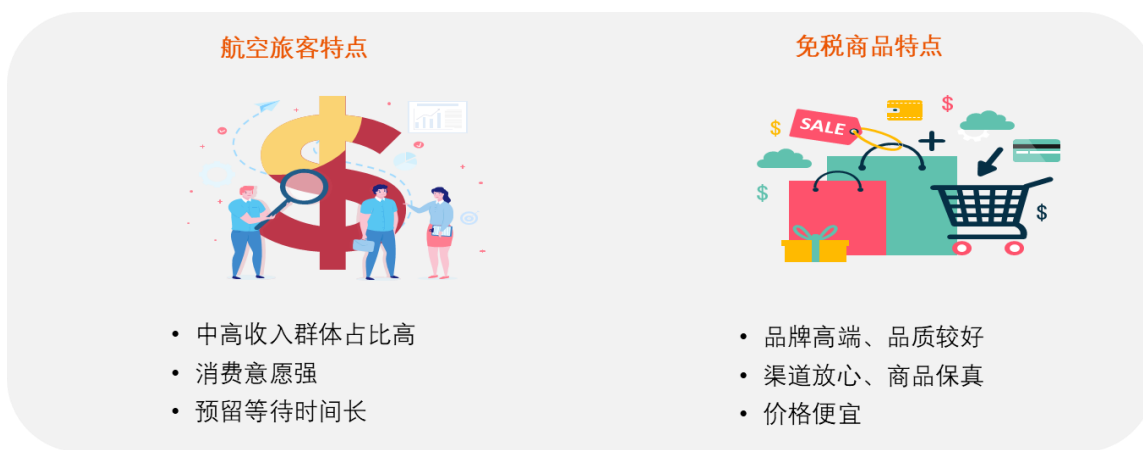 航空旅客特点
免税商品特点
SALE
$
$
$
$
• 中高收入群体占比高
• 消费意愿强
• 预留等待时间长
• 品牌高端、品质较好
• 渠道放心、商品保真
• 价格便宜